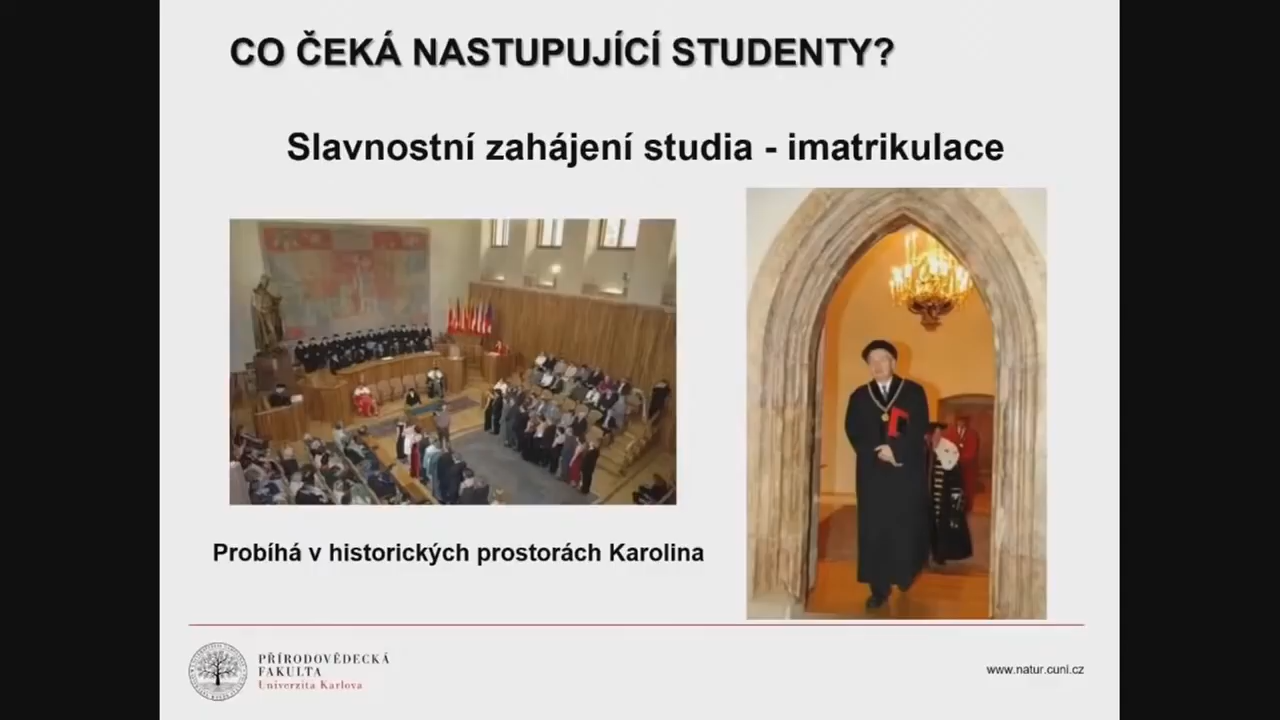 CO ČEKÁ NASTUPUJÍCÍ STUDENTY?
Slavnostní zahájení studia - imatrikulace
Probíhá v historických prostorách Karolina
PŘÍRODOVĚDECKÁ
FAKULTA
Univerzita Karlova
www.natur.cuni.cz